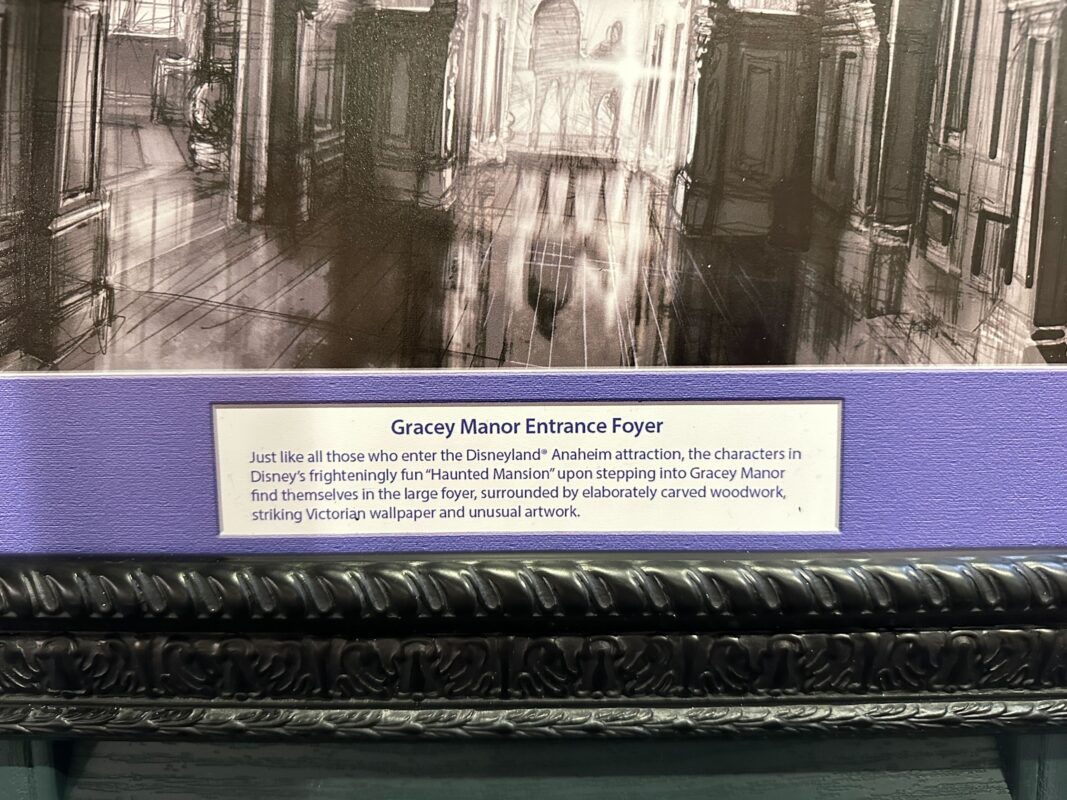 Gracey Manor Entrance Foyer
Just like all those who enter the Disneyland® Anaheim attraction, the characters in
Disney's frighteningly fun "Haunted Mansion" upon stepping into Gracey Manor
find themselves in the large foyer, surrounded by elaborately carved woodwork,
striking Victorian wallpaper and unusual artwork.